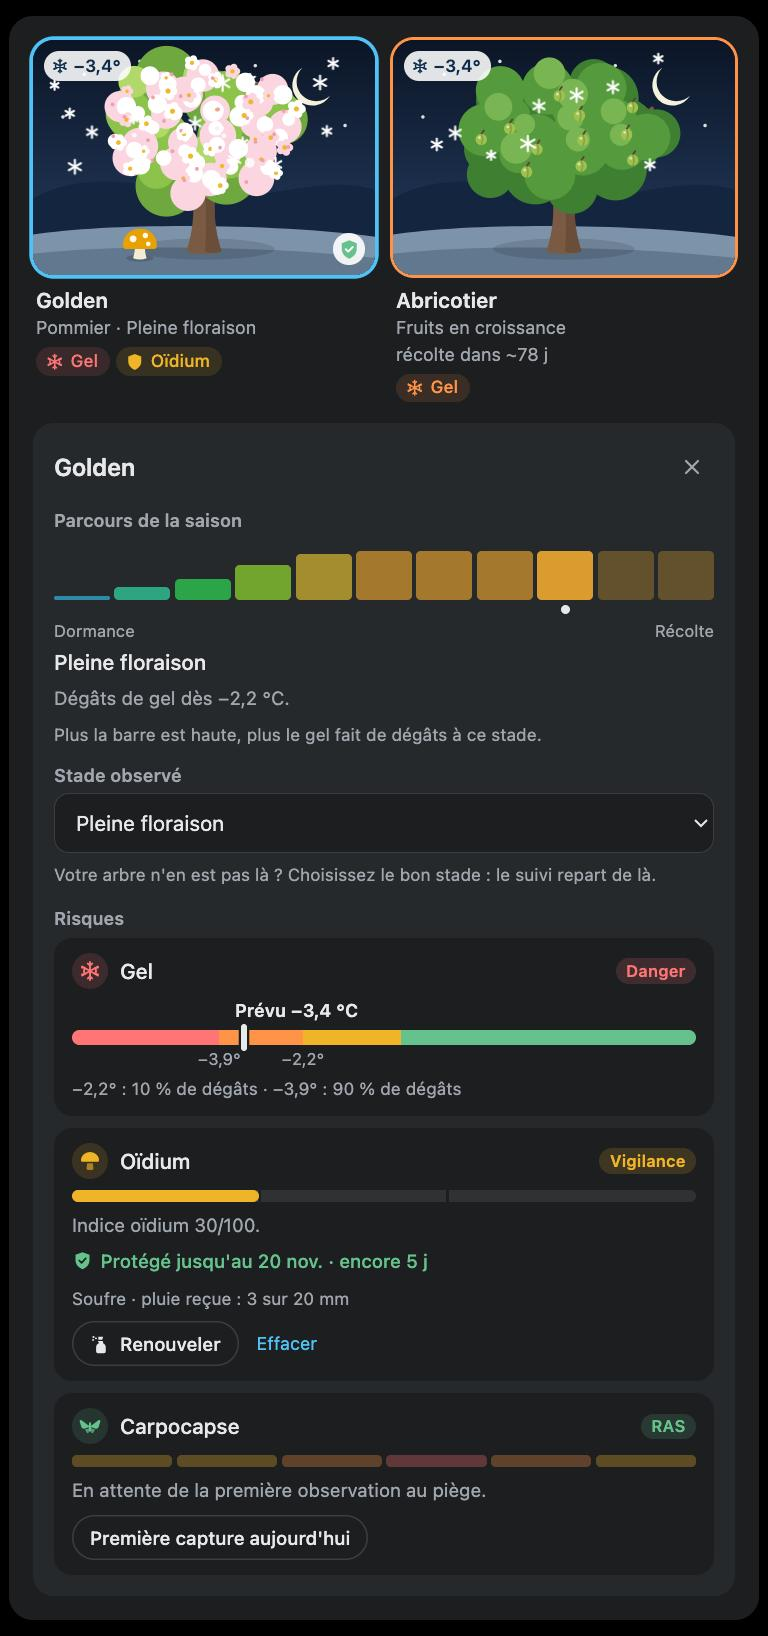 −3,4°
−3,4°
Golden
Pommier · Pleine floraison
Gel
Oïdium
Abricotier
Fruits en croissance
récolte dans ~78 j
Gel
Golden
Parcours de la saison
Dormance
Récolte
Pleine floraison
Dégâts de gel dès −2,2 °C.
Plus la barre est haute, plus le gel fait de dégâts à ce stade.
Stade observé
Pleine floraison
Votre arbre n'en est pas là ? Choisissez le bon stade : le suivi repart de là.
Risques
Gel
Danger
Prévu −3,4 °C
−3,9°
−2,2°
−2,2° : 10 % de dégâts · −3,9° : 90 % de dégâts
Oïdium
Vigilance
Indice oïdium 30/100.
Protégé jusqu'au 20 nov. · encore 5 j
Soufre · pluie reçue : 3 sur 20 mm
Renouveler
Effacer
Carpocapse
RAS
En attente de la première observation au piège.
Première capture aujourd'hui